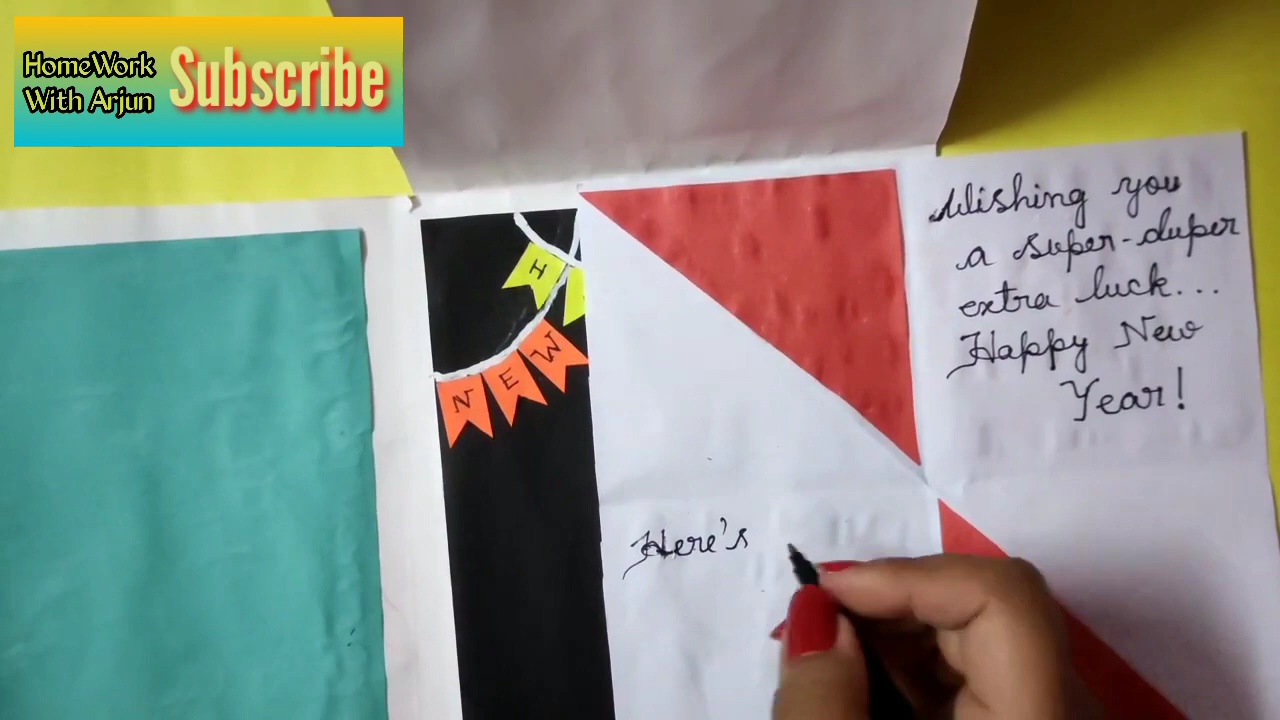 HomeWork
With Arjun
Subscribe
H
NEW
Wishing you
a super-duper
extra luck...
Happy New
Year!
Here's